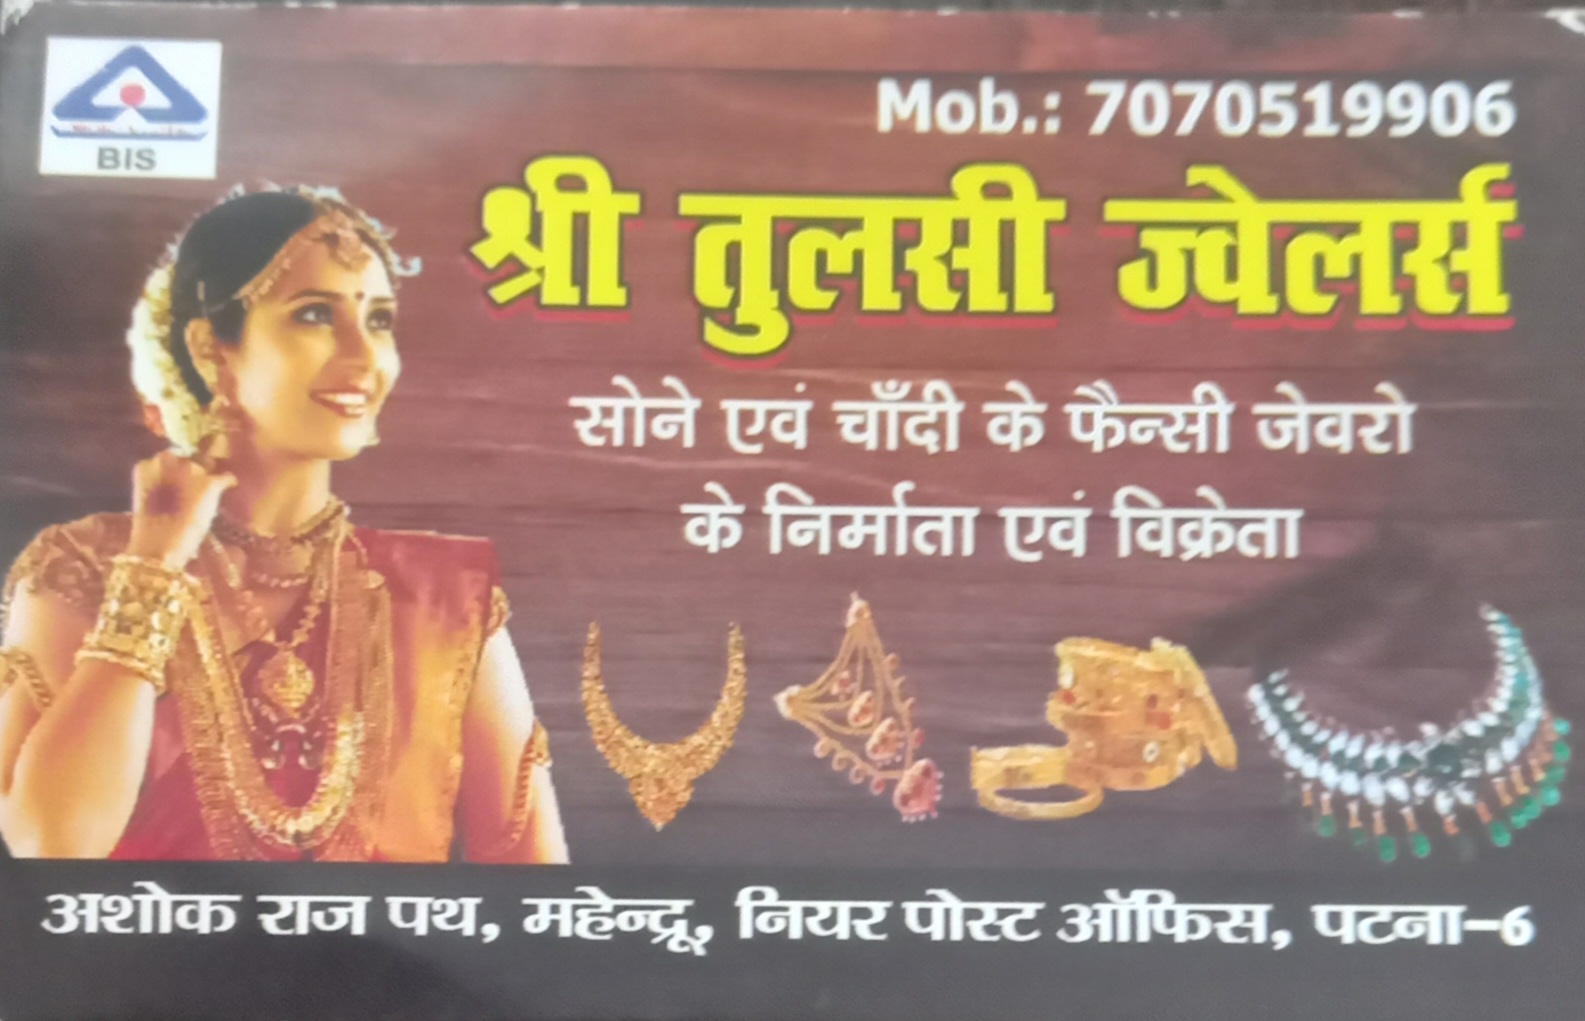 BIS
Mob.: 7070519906
श्री तुलसी ज्वेलर्स
सोने एवं चाँदी के फैन्सी जेवरो
के निर्माता एवं विक्रेता
अशोक राज पथ, महेन्द्रू, नियर पोस्ट ऑफिस, पटना-6